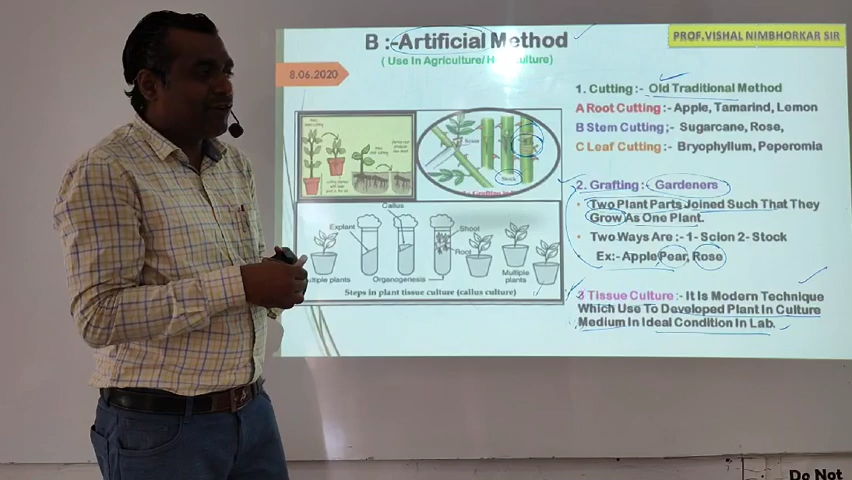 B :-Artificial Method
( Use In Agriculture/ Horticulture)
PROF.VISHAL NIMBHORKAR SIR
8.06.2020
1. Cutting :- Old Traditional Method
A Root Cutting :- Apple, Tamarind, Lemon
B Stem Cutting ;- Sugarcane, Rose,
C Leaf Cutting :- Bryophyllum, Peperomia
Scion
Stock
2. Grafting :- Gardeners
Two Plant Parts Joined Such That They
Grow As One Plant.
Two Ways Are :- 1- Scion 2- Stock
Ex:- Apple Pear, Rose
Callus
Explant
Shoot
Root
Multiple plants
Organogenesis
Multiple
plants
Steps in plant tissue culture (callus culture)
3 Tissue Culture :- It Is Modern Technique
Which Use To Developed Plant In Culture
Medium In Ideal Condition In Lab.
Do Not